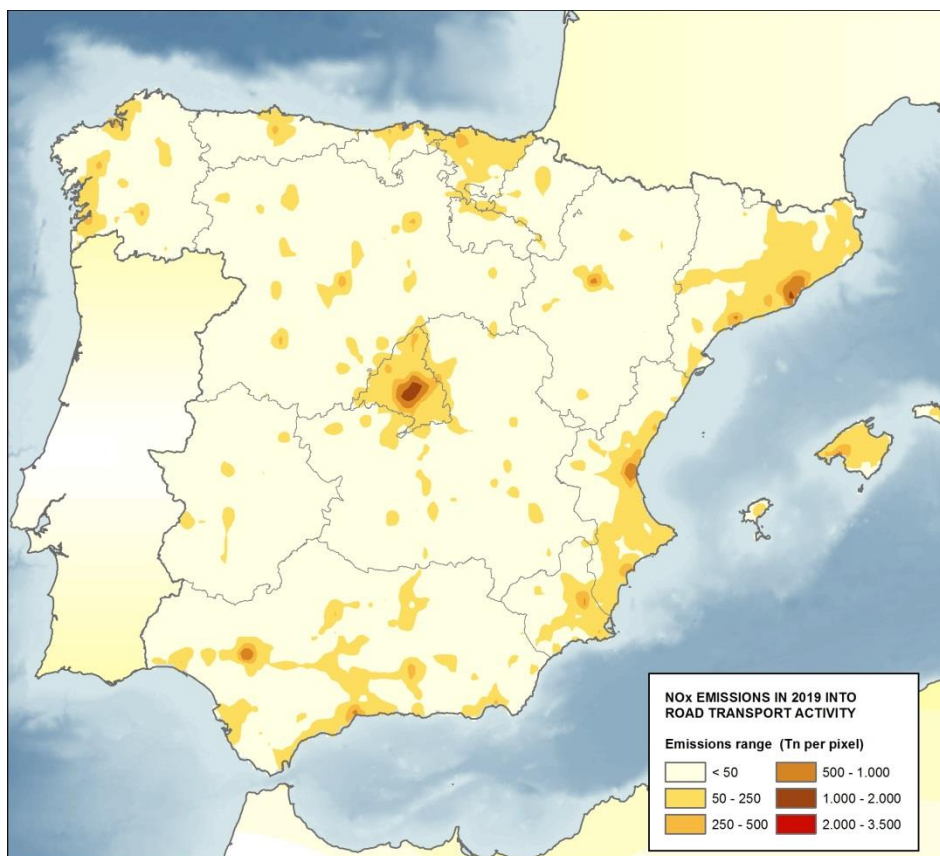 NOx EMISSIONS IN 2019 INTO
ROAD TRANSPORT ACTIVITY
Emissions range (Tn per pixel)
< 50
500 - 1.000
50 - 250
1.000 - 2.000
250 - 500
2.000 - 3.500